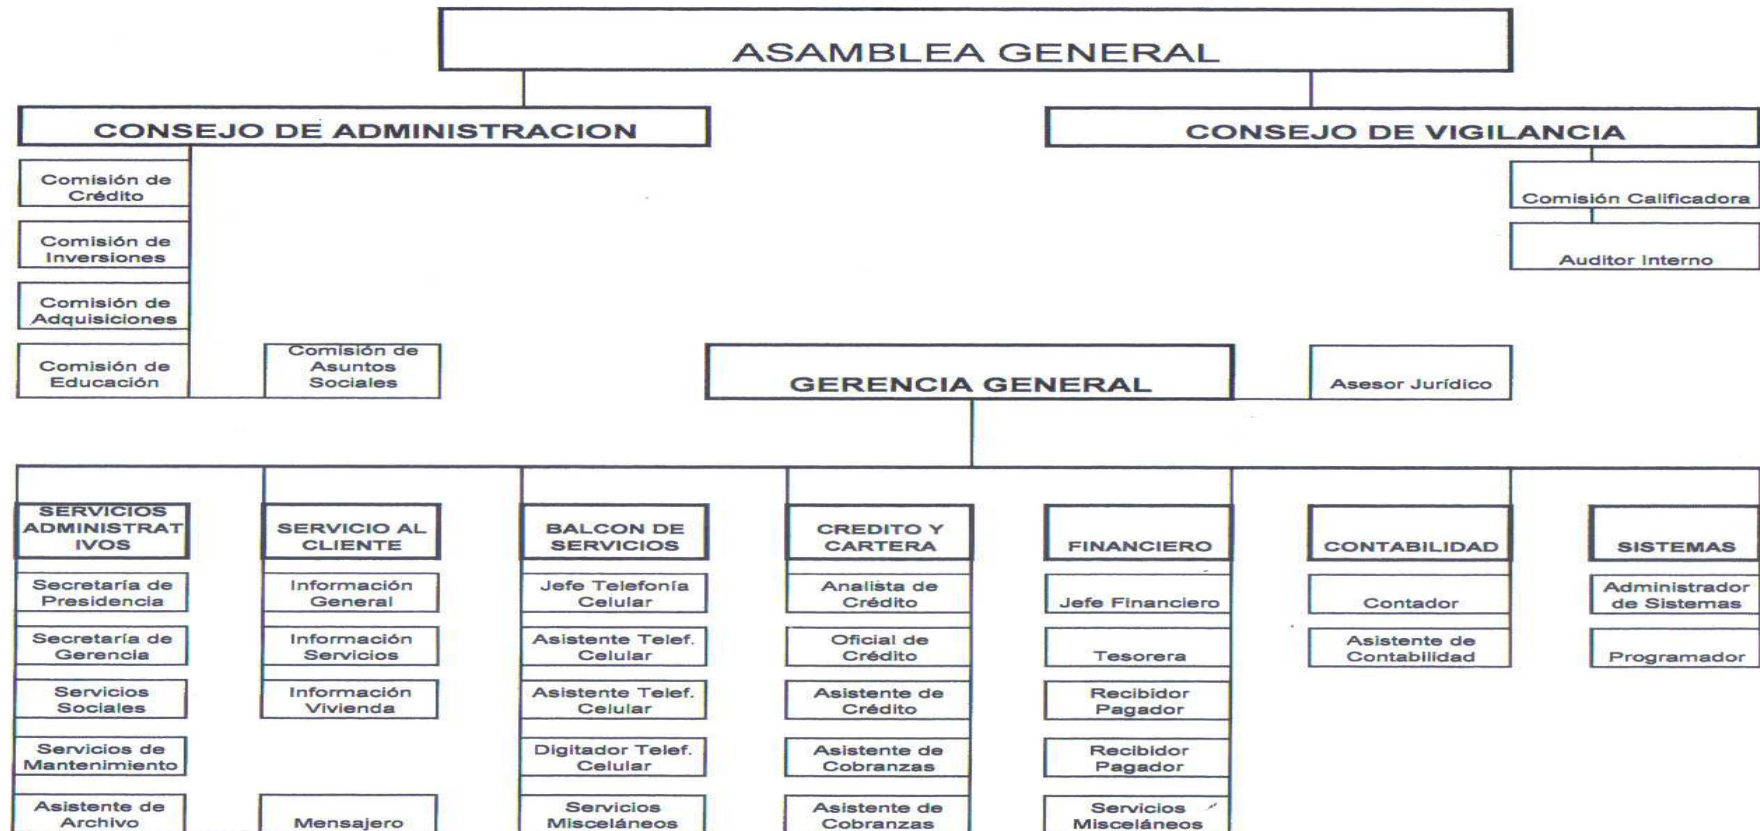 ASAMBLEA GENERAL
CONSEJO DE ADMINISTRACION
CONSEJO DE VIGILANCIA
Comisión de
Crédito
Comisión Calificadora
Comisión de
Inversiones
Auditor Interno
Comisión de
Adquisiciones
Comisión de
Educación
Comisión de
Asuntos
Sociales
GERENCIA GENERAL
Asesor Jurídico
SERVICIOS
ADMINISTRAT
IVOS
Secretaría de
Presidencia
Secretaría de
Gerencia
Servicios
Sociales
Servicios de
Mantenimiento
Asistente de
Archivo
SERVICIO AL
CLIENTE
Información
General
Información
Servicios
Información
Vivienda
Mensajero
BALCON DE
SERVICIOS
Jefe Telefonía
Celular
Asistente Telef.
Celular
Asistente Telef.
Celular
Digitador Telef.
Celular
Servicios
Misceláneos
CREDITO Y
CARTERA
Analista de
Crédito
Oficial de
Crédito
Asistente de
Crédito
Asistente de
Cobranzas
Asistente de
Cobranzas
FINANCIERO
Jefe Financiero
Tesorera
Recibidor
Pagador
Recibidor
Pagador
Servicios
Misceláneos
CONTABILIDAD
Contador
Asistente de
Contabilidad
SISTEMAS
Administrador
de Sistemas
Programador